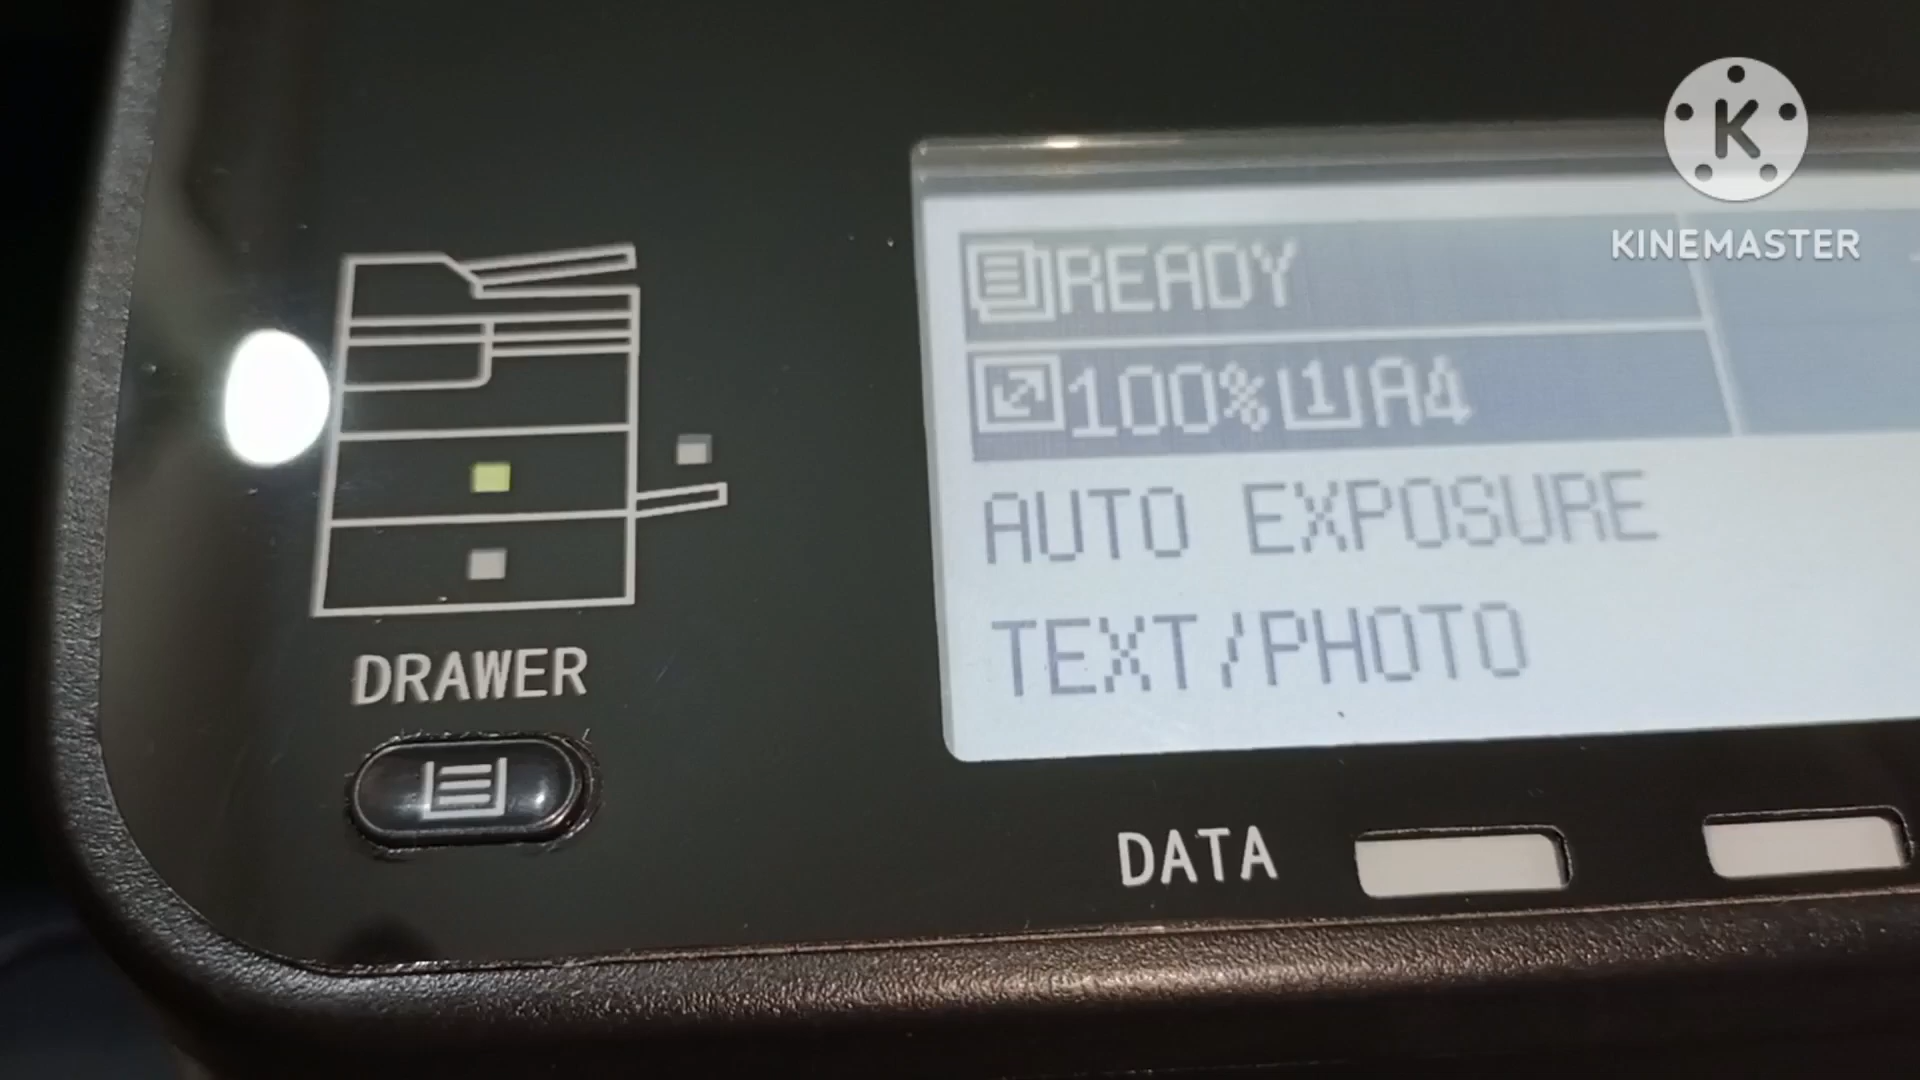 K
KINEMASTER
READY
100% 1 A4
AUTO EXPOSURE
TEXT/PHOTO
DRAWER
DATA